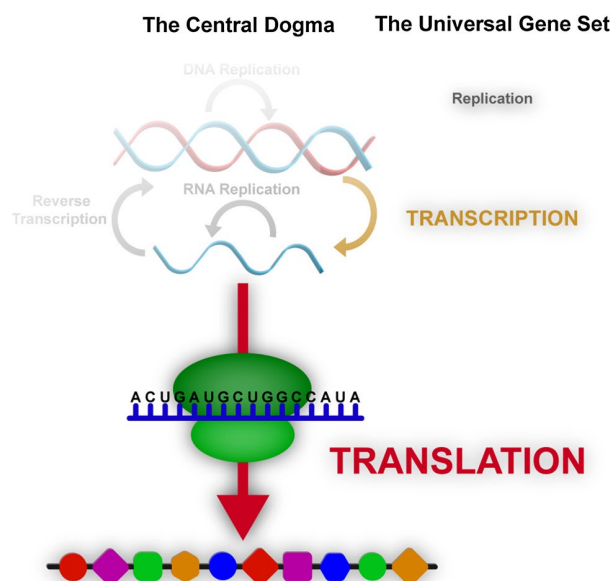 The Central Dogma
The Universal Gene Set
DNA Replication
Replication
Reverse
Transcription
RNA Replication
TRANSCRIPTION
ACUGAUGCUGGCCAUA
TRANSLATION